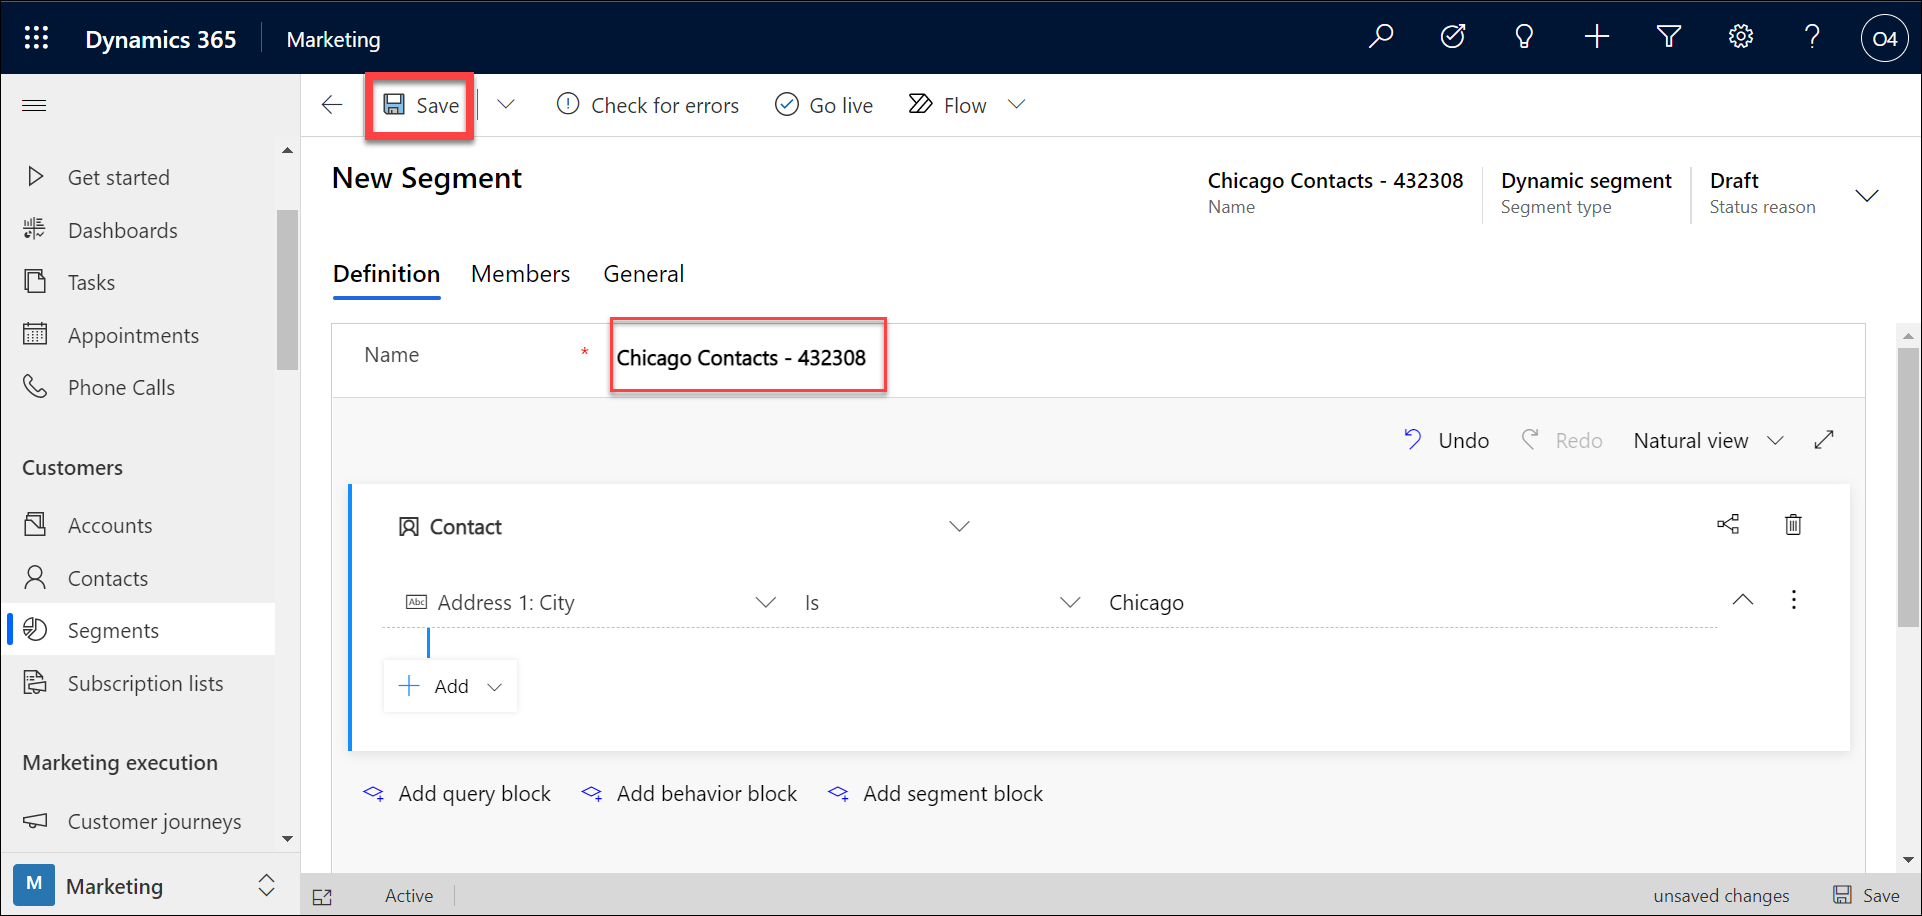 Dynamics 365 Marketing O4
Save Check for errors Go live Flow
Get started
Dashboards
Tasks
Appointments
Phone Calls
Customers
Accounts
Contacts
Segments
Subscription lists
Marketing execution
Customer journeys
M Marketing
New Segment
Chicago Contacts - 432308 Dynamic segment Draft
Name Segment type Status reason
Definition Members General
Name * Chicago Contacts - 432308
Undo Redo Natural view
Contact
Abc Address 1: City Is Chicago
Add
Add query block Add behavior block Add segment block
Active unsaved changes Save